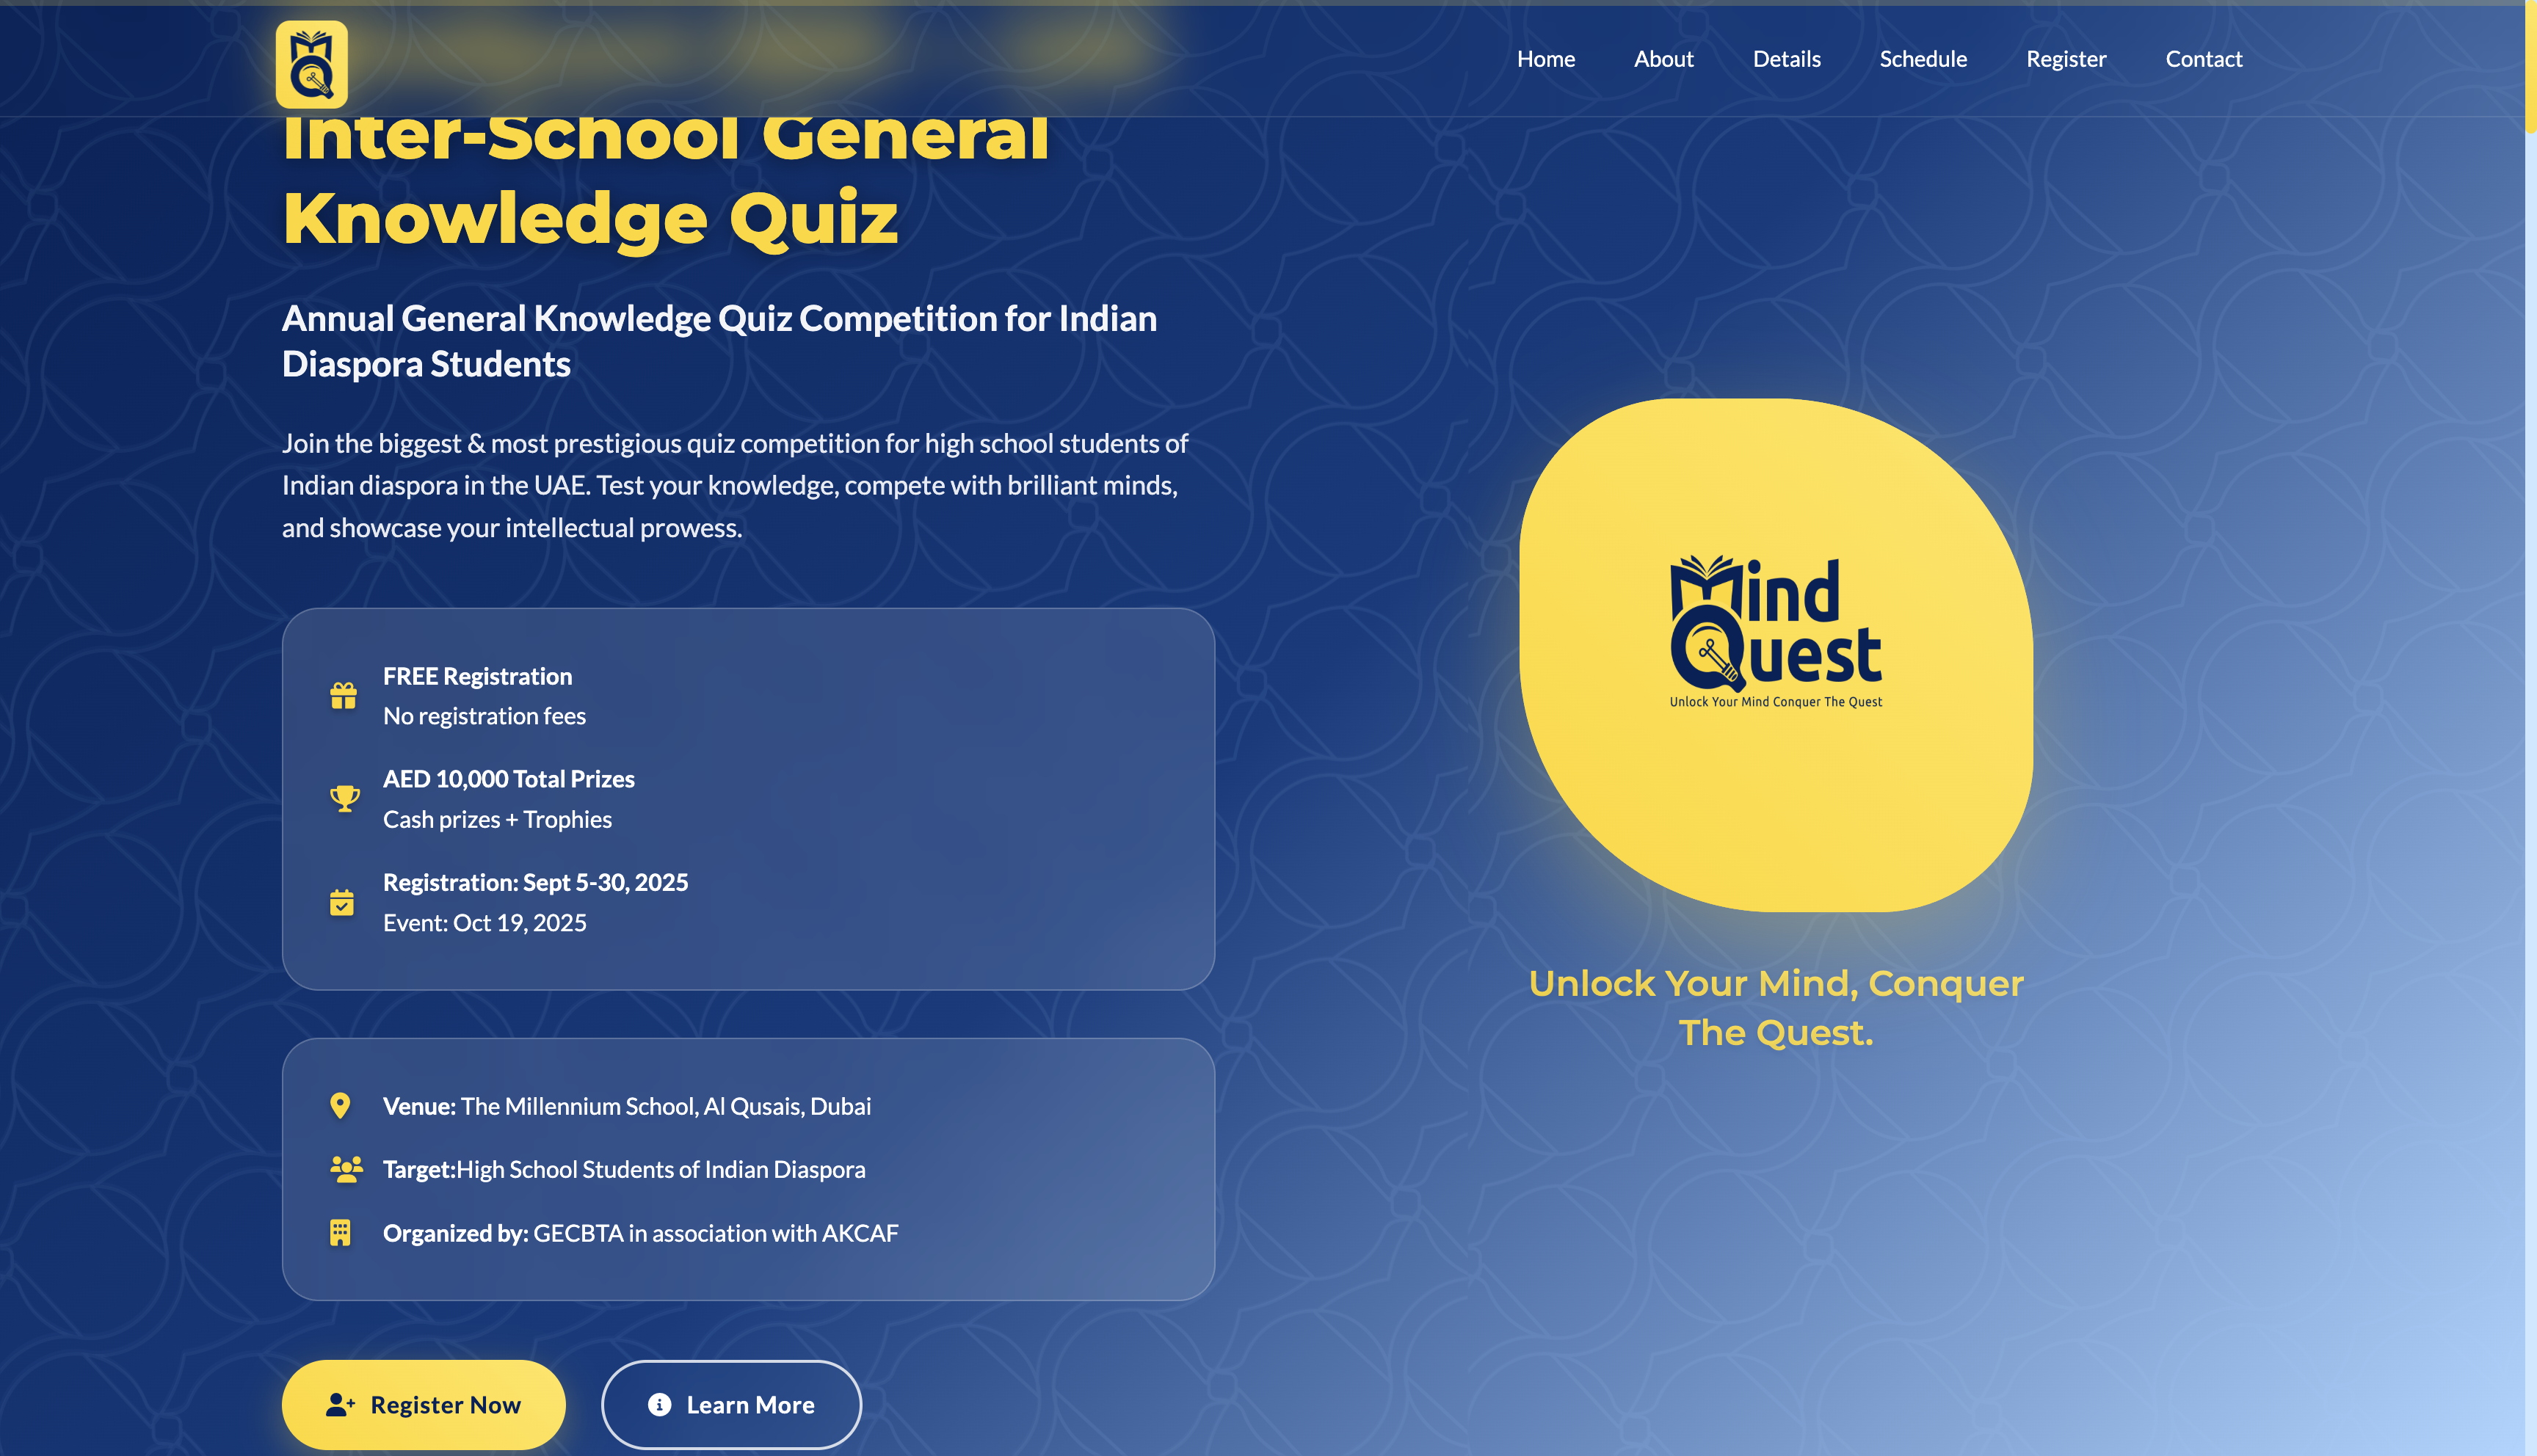 Home About Details Schedule Register Contact
Inter-School General
Knowledge Quiz
Annual General Knowledge Quiz Competition for Indian
Diaspora Students
Join the biggest & most prestigious quiz competition for high school students of
Indian diaspora in the UAE. Test your knowledge, compete with brilliant minds,
and showcase your intellectual prowess.
FREE Registration
No registration fees
AED 10,000 Total Prizes
Cash prizes + Trophies
Registration: Sept 5-30, 2025
Event: Oct 19, 2025
Venue: The Millennium School, Al Qusais, Dubai
Target:High School Students of Indian Diaspora
Organized by: GECBTA in association with AKCAF
Register Now
Learn More
Mind
Quest
Unlock Your Mind Conquer The Quest
Unlock Your Mind, Conquer
The Quest.